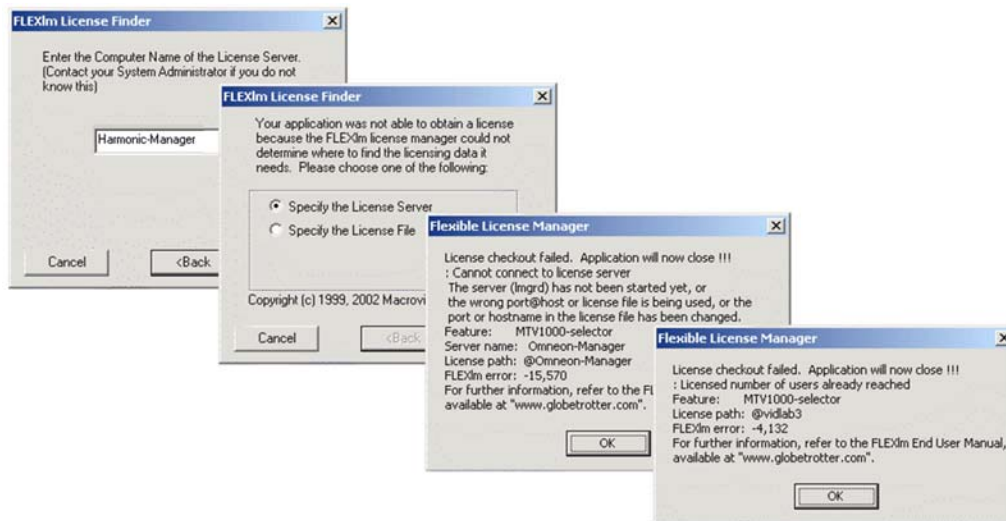 FLEXlm License Finder
Enter the Computer Name of the License Server.
(Contact your System Administrator if you do not
know this)
Harmonic-Manager
Cancel
<Back
FLEXlm License Finder
Your application was not able to obtain a license
because the FLEXlm license manager could not
determine where to find the licensing data it
needs. Please choose one of the following:
Specify the License Server
Specify the License File
Copyright (c) 1999, 2002 Macrovi
Cancel
<Back
Flexible License Manager
License checkout failed. Application will now close !!!
: Cannot connect to license server
The server (lmgrd) has not been started yet, or
the wrong port@host or license file is being used, or the
port or hostname in the license file has been changed.
Feature: MTV1000-selector
Server name: Omneon-Manager
License path: @Omneon-Manager
FLEXlm error: -15,570
For further information, refer to the FL
available at "www.globetrotter.com".
OK
Flexible License Manager
License checkout failed. Application will now close !!!
: Licensed number of users already reached
Feature: MTV1000-selector
License path: @vidlab3
FLEXlm error: -4,132
For further information, refer to the FLEXlm End User Manual,
available at "www.globetrotter.com".
OK